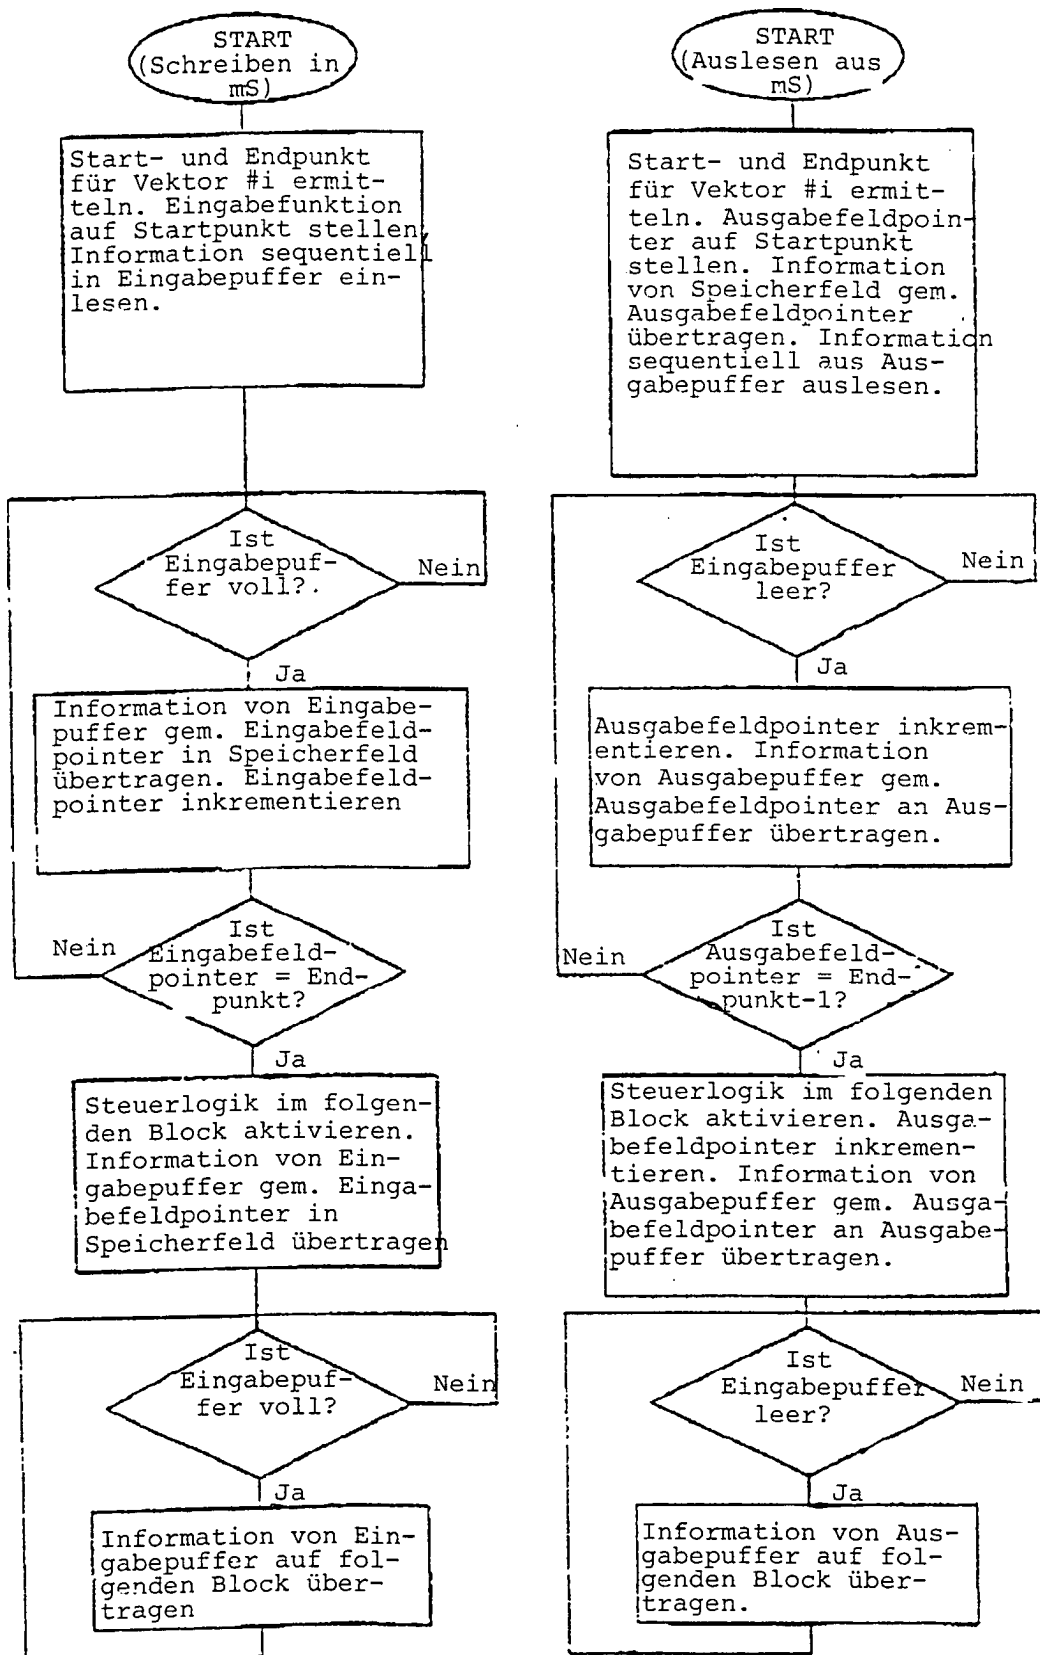 START
(Schreiben in
mS)
Start- und Endpunkt
für Vektor #i ermit-
teln. Eingabefunktion
auf Startpunkt stellen,
Information sequentiell
in Eingabepuffer ein-
lesen.
Ist
Eingabepuf-
fer voll?.
Nein
Ja
Information von Eingabe-
puffer gem. Eingabefeld-
pointer in Speicherfeld
übertragen. Eingabefeld-
pointer inkrementieren
Ist
Eingabefeld-
pointer = End-
punkt?
Nein
Ja
Steuerlogik im folgen-
den Block aktivieren.
Information von Ein-
gabepuffer gem. Einga-
befeldpointer in
Speicherfeld übertragen
Ist
Eingabepuf-
fer voll?
Nein
Ja
Information von Ein-
gabepuffer auf fol-
genden Block über-
tragen
START
(Auslesen aus
mS)
Start- und Endpunkt
für Vektor #i ermit-
teln. Ausgabefeldpoin-
ter auf Startpunkt
stellen. Information
von Speicherfeld gem.
Ausgabefeldpointer
übertragen. Information
sequentiell aus Aus-
gabepuffer auslesen.
Ist
Eingabepuffer
leer?
Nein
Ja
Ausgabefeldpointer inkrem-
entieren. Information
von Ausgabepuffer gem.
Ausgabefeldpointer an Aus-
gabepuffer übertragen.
Ist
Ausgabefeld-
pointer = End-
punkt-1?
Nein
Ja
Steuerlogik im folgenden
Block aktivieren. Ausga-
befeldpointer inkremen-
tieren. Information von
Ausgabepuffer gem. Ausga-
befeldpointer an Ausgabe-
puffer übertragen.
Ist
Eingabepuffer
leer?
Nein
Ja
Information von Aus-
gabepuffer auf fol-
genden Block über-
tragen.